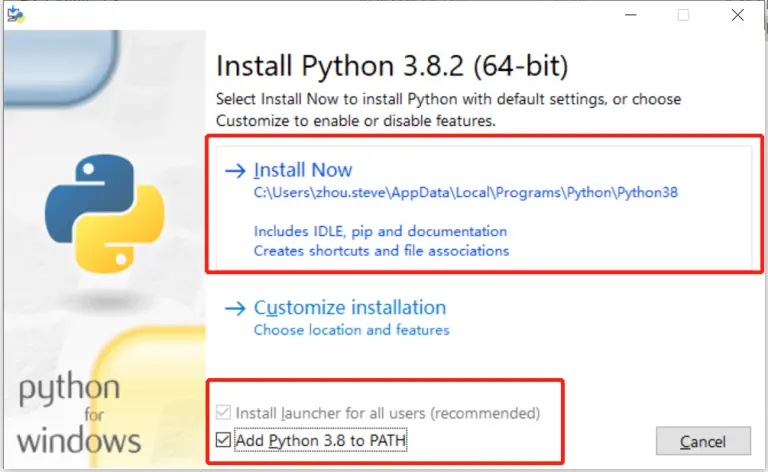 Install Python 3.8.2 (64-bit)
Select Install Now to install Python with default settings, or choose
Customize to enable or disable features.
Install Now
C:\Users\zhou.steve\AppData\Local\Programs\Python\Python38
Includes IDLE, pip and documentation
Creates shortcuts and file associations
Customize installation
Choose location and features
Install launcher for all users (recommended)
Add Python 3.8 to PATH
Cancel
python
for
windows